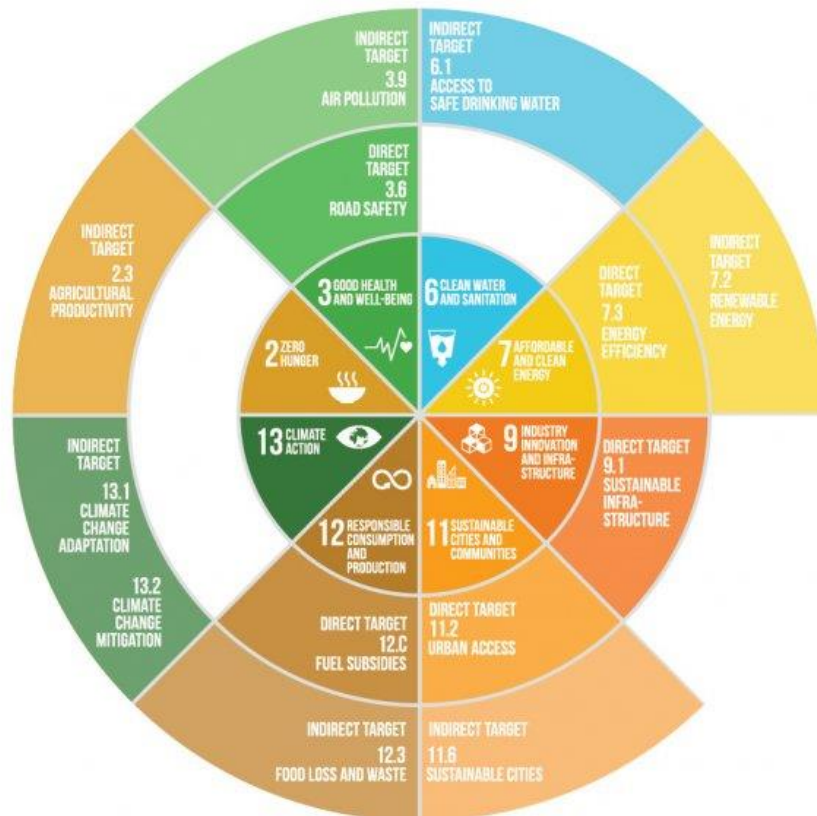 INDIRECT
TARGET
3.9
AIR POLLUTION
INDIRECT
TARGET
6.1
ACCESS TO
SAFE DRINKING WATER
DIRECT
TARGET
3.6
ROAD SAFETY
INDIRECT
TARGET
2.3
AGRICULTURAL
PRODUCTIVITY
INDIRECT
TARGET
7.2
RENEWABLE
ENERGY
DIRECT
TARGET
7.3
ENERGY
EFFICIENCY
3 GOOD HEALTH
AND WELL-BEING
6 CLEAN WATER
AND SANITATION
2 ZERO
HUNGER
7 AFFORDABLE
AND CLEAN
ENERGY
13 CLIMATE
ACTION
9 INDUSTRY
INNOVATION
AND INFRA-
STRUCTURE
DIRECT TARGET
9.1
SUSTAINABLE
INFRA-
STRUCTURE
INDIRECT
TARGET
13.1
CLIMATE
CHANGE
ADAPTATION
13.2
CLIMATE
CHANGE
MITIGATION
12 RESPONSIBLE
CONSUMPTION
AND
PRODUCTION
11 SUSTAINABLE
CITIES AND
COMMUNITIES
DIRECT TARGET
12.C
FUEL SUBSIDIES
DIRECT TARGET
11.2
URBAN ACCESS
INDIRECT TARGET
12.3
FOOD LOSS AND WASTE
INDIRECT TARGET
11.6
SUSTAINABLE CITIES